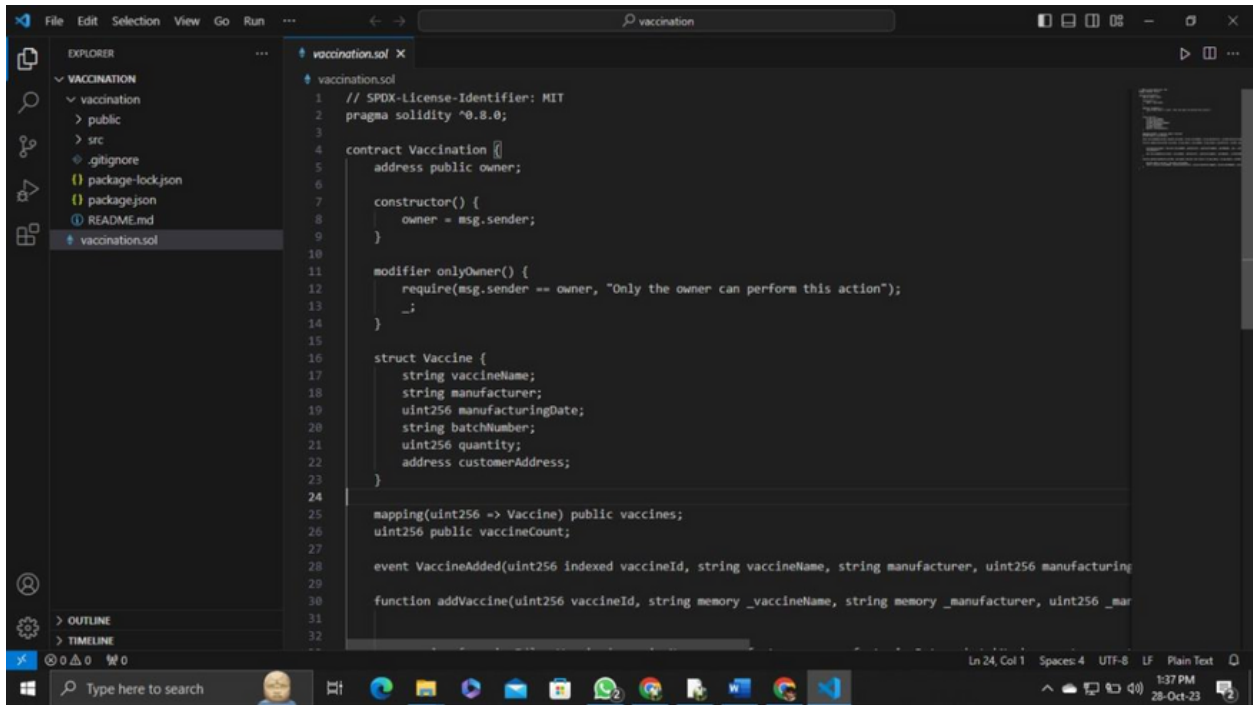 File Edit Selection View Go Run ...
vaccination
EXPLORER
VACCINATION
vaccination
public
src
.gitignore
package-lock.json
package.json
README.md
vaccination.sol
OUTLINE
TIMELINE
vaccination.sol
vaccination.sol
1 // SPDX-License-Identifier: MIT
2 pragma solidity ^0.8.0;
3
4 contract Vaccination {
5 address public owner;
6
7 constructor() {
8 owner = msg.sender;
9 }
10
11 modifier onlyOwner() {
12 require(msg.sender == owner, "Only the owner can perform this action");
13 _;
14 }
15
16 struct Vaccine {
17 string vaccineName;
18 string manufacturer;
19 uint256 manufacturingDate;
20 string batchNumber;
21 uint256 quantity;
22 address customerAddress;
23 }
24
25 mapping(uint256 => Vaccine) public vaccines;
26 uint256 public vaccineCount;
27
28 event VaccineAdded(uint256 indexed vaccineId, string vaccineName, string manufacturer, uint256 manufacturing
29
30 function addVaccine(uint256 vaccineId, string memory _vaccineName, string memory _manufacturer, uint256 _mar
31
32
0 0 0
Ln 24, Col 1 Spaces: 4 UTF-8 LF Plain Text
Type here to search
1:37 PM
28-Oct-23
2